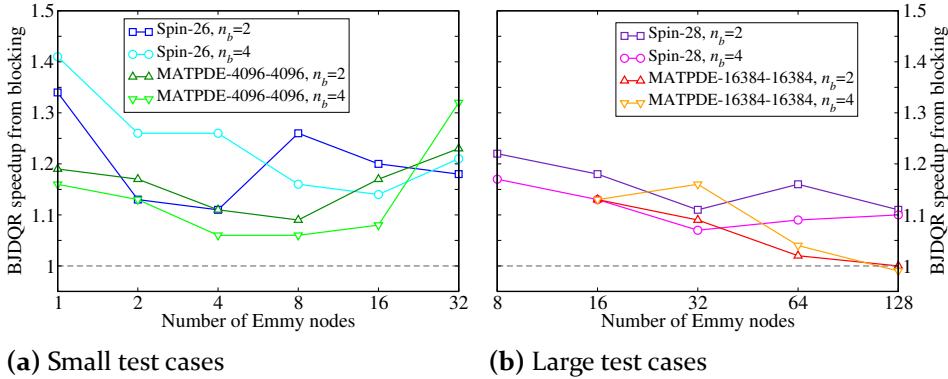 BJDQR speedup from blocking
1.5
1.4
1.3
1.2
1.1
1
Spin-26, n_b=2
Spin-26, n_b=4
MATPDE-4096-4096, n_b=2
MATPDE-4096-4096, n_b=4
1 2 4 8 16 32
Number of Emmy nodes
(a) Small test cases
Spin-28, n_b=2
Spin-28, n_b=4
MATPDE-16384-16384, n_b=2
MATPDE-16384-16384, n_b=4
1.5
1.4
1.3
1.2
1.1
1
BJDQR speedup from blocking
8 16 32 64 128
Number of Emmy nodes
(b) Large test cases